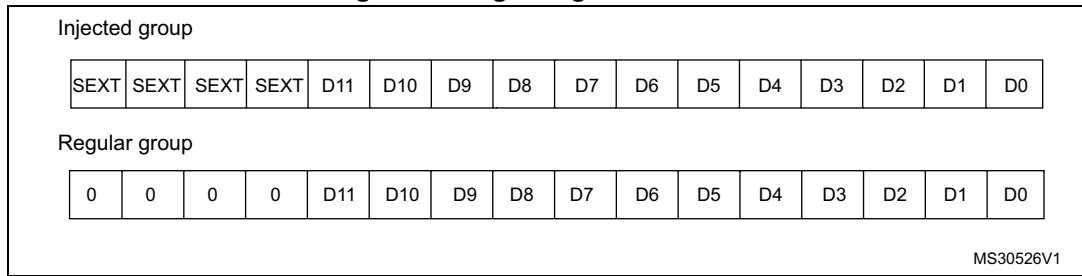 Injected group
SEXT SEXT SEXT SEXT D11 D10 D9 D8 D7 D6 D5 D4 D3 D2 D1 D0
Regular group
0 0 0 0 D11 D10 D9 D8 D7 D6 D5 D4 D3 D2 D1 D0
MS30526V1